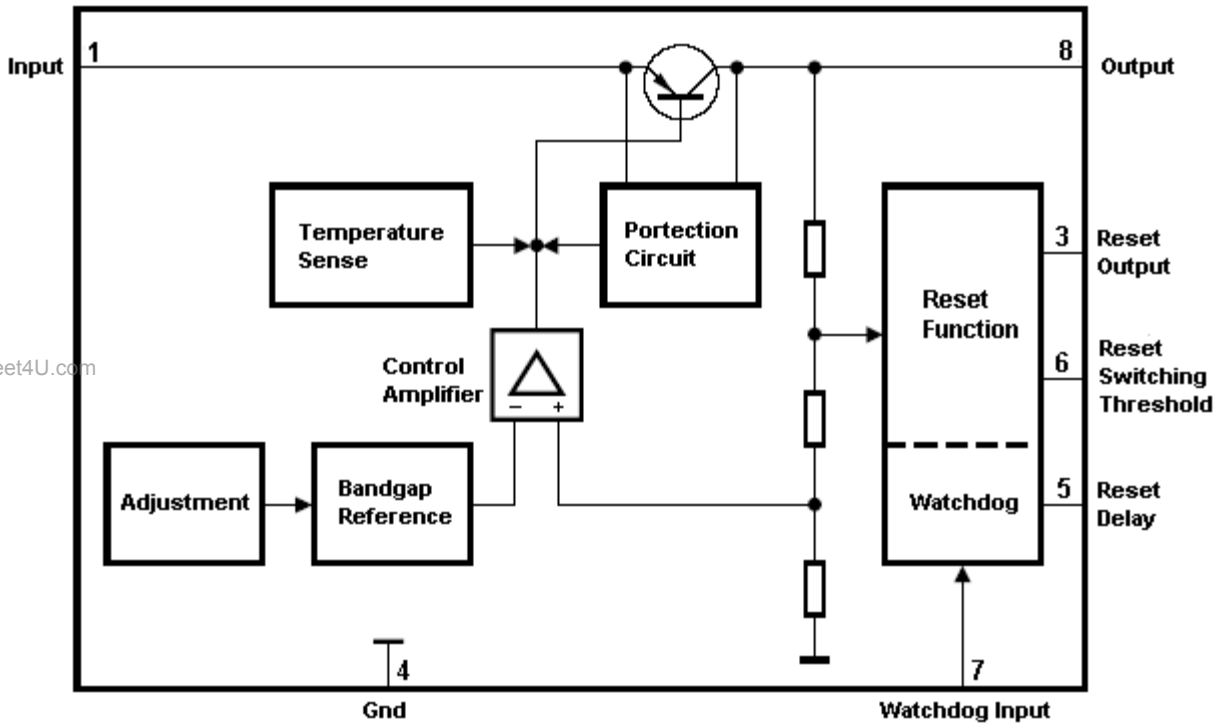 Input
1
8
Output
Temperature
Sense
Portection
Circuit
3
Reset
Output
Reset
Function
eet4U.com
Control
Amplifier
- +
6
Reset
Switching
Threshold
Adjustment
Bandgap
Reference
Watchdog
5
Reset
Delay
4
7
Gnd
Watchdog Input